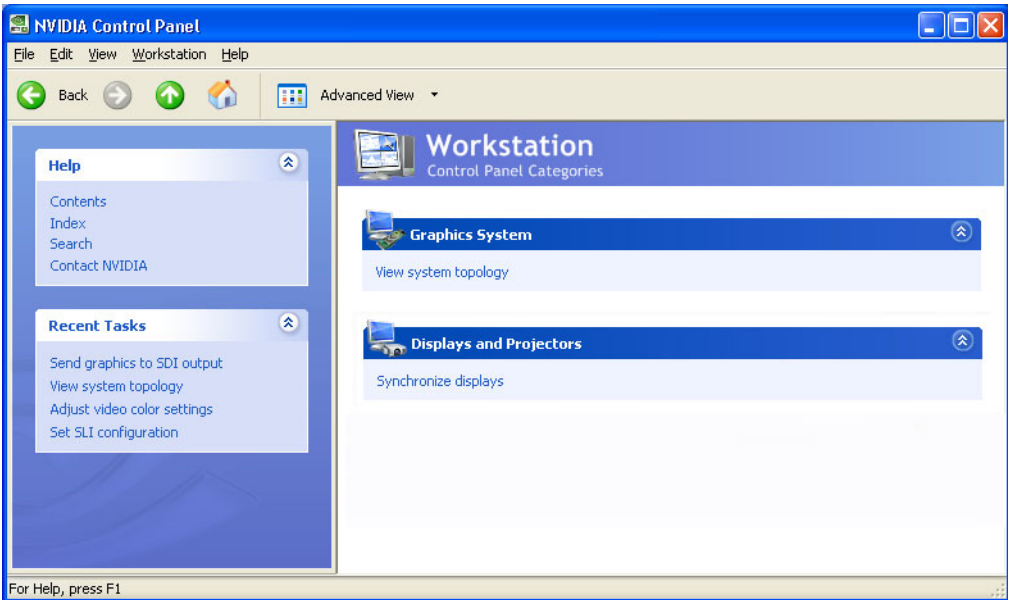 NVIDIA Control Panel
File Edit View Workstation Help
Back Advanced View
Help
Contents
Index
Search
Contact NVIDIA
Recent Tasks
Send graphics to SDI output
View system topology
Adjust video color settings
Set SLI configuration
Workstation
Control Panel Categories
Graphics System
View system topology
Displays and Projectors
Synchronize displays
For Help, press F1